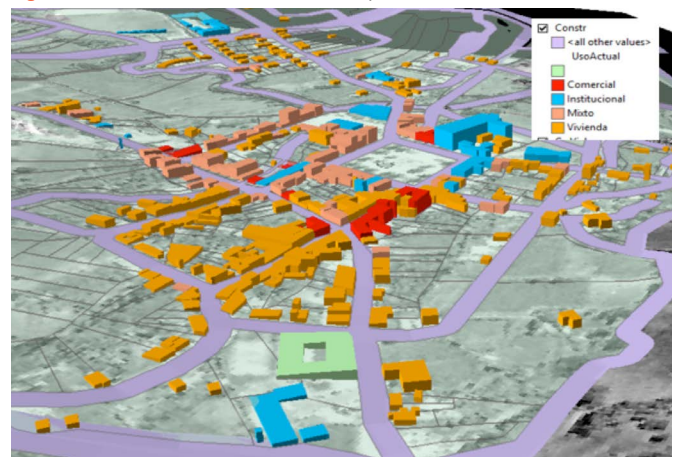 Constr
<all other values>
UsoActual
Comercial
Institucional
Mixto
Vivienda